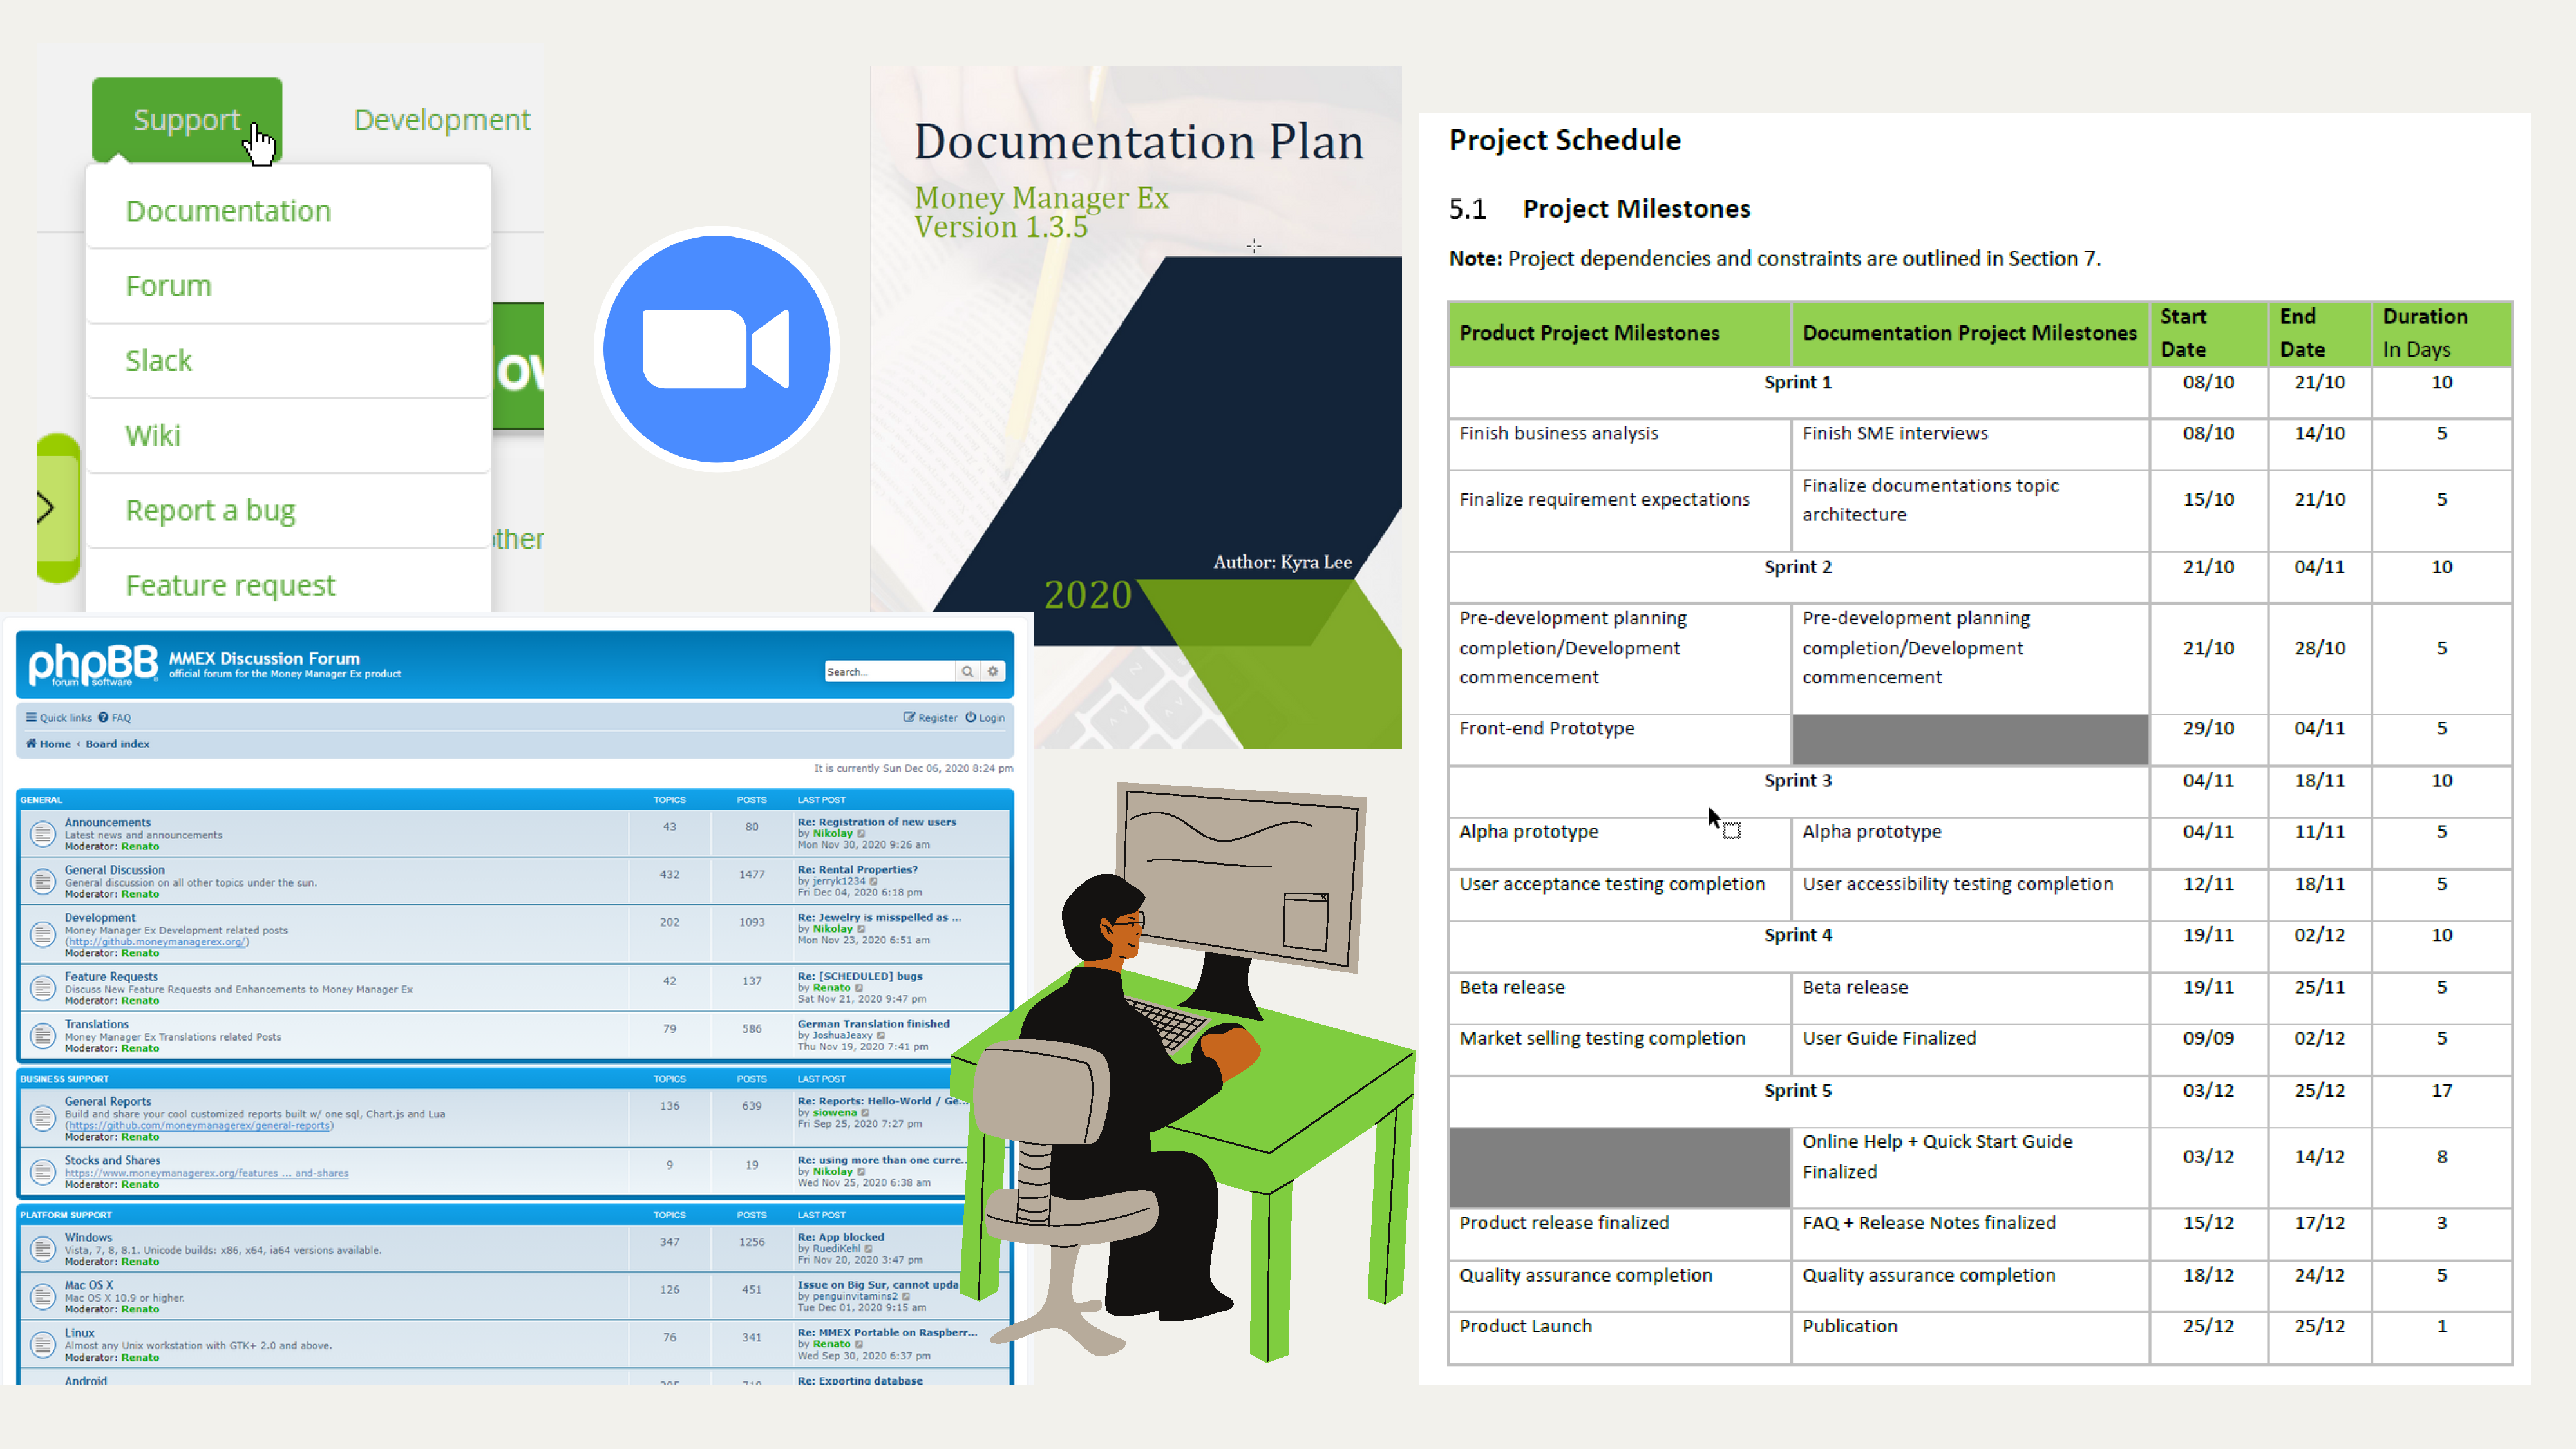 Support
Development
Documentation
Forum
Slack
Wiki
Report a bug
Feature request
Documentation Plan
Money Manager Ex
Version 1.3.5
Author: Kyra Lee
2020
phpBB
forum software
MMEX Discussion Forum
official forum for the Money Manager Ex product
Search...
Quick links FAQ
Register Login
Home ‹ Board index
It is currently Sun Dec 06, 2020 8:24 pm
GENERAL TOPICS POSTS LAST POST
Announcements
Latest news and announcements
Moderator: Renato
43 80
Re: Registration of new users
by Nikolay
Mon Nov 30, 2020 9:26 am
General Discussion
General discussion on all other topics under the sun.
Moderator: Renato
432 1477
Re: Rental Properties?
by jerryk1234
Fri Dec 04, 2020 6:18 pm
Development
Money Manager Ex Development related posts
(http://github.moneymanagerex.org/)
Moderator: Renato
202 1093
Re: Jewelry is misspelled as ...
by Nikolay
Mon Nov 23, 2020 6:51 am
Feature Requests
Discuss New Feature Requests and Enhancements to Money Manager Ex
Moderator: Renato
42 137
Re: [SCHEDULED] bugs
by Renato
Sat Nov 21, 2020 9:47 pm
Translations
Money Manager Ex Translations related Posts
Moderator: Renato
79 586
German Translation finished
by JoshuaJeaxy
Thu Nov 19, 2020 7:41 pm
BUSINESS SUPPORT TOPICS POSTS LAST POST
General Reports
Build and share your cool customized reports built w/ one sql, Chart.js and Lua
(https://github.com/moneymanagerex/general-reports)
Moderator: Renato
136 639
Re: Reports: Hello-World / Ge...
by siowena
Fri Sep 25, 2020 7:27 pm
Stocks and Shares
https://www.moneymanagerex.org/features ... and-shares
Moderator: Renato
9 19
Re: using more than one curre..
by Nikolay
Wed Nov 25, 2020 6:38 am
PLATFORM SUPPORT TOPICS POSTS LAST POST
Windows
Vista, 7, 8, 8.1. Unicode builds: x86, x64, ia64 versions available.
Moderator: Renato
347 1256
Re: App blocked
by RuediKehl
Fri Nov 20, 2020 3:47 pm
Mac OS X
Mac OS X 10.9 or higher.
Moderator: Renato
126 451
Issue on Big Sur, cannot upda
by penguinvitamins2
Tue Dec 01, 2020 9:15 am
Linux
Almost any Unix workstation with GTK+ 2.0 and above.
Moderator: Renato
76 341
Re: MMEX Portable on Raspberr...
by Renato
Wed Sep 30, 2020 6:37 pm
Android
Re: Exporting database
Project Schedule
5.1 Project Milestones
Note: Project dependencies and constraints are outlined in Section 7.
Product Project Milestones Documentation Project Milestones Start Date End Date Duration In Days
Sprint 1 08/10 21/10 10
Finish business analysis Finish SME interviews 08/10 14/10 5
Finalize requirement expectations Finalize documentations topic architecture 15/10 21/10 5
Sprint 2 21/10 04/11 10
Pre-development planning completion/Development commencement Pre-development planning completion/Development commencement 21/10 28/10 5
Front-end Prototype 29/10 04/11 5
Sprint 3 04/11 18/11 10
Alpha prototype Alpha prototype 04/11 11/11 5
User acceptance testing completion User accessibility testing completion 12/11 18/11 5
Sprint 4 19/11 02/12 10
Beta release Beta release 19/11 25/11 5
Market selling testing completion User Guide Finalized 09/09 02/12 5
Sprint 5 03/12 25/12 17
Online Help + Quick Start Guide Finalized 03/12 14/12 8
Product release finalized FAQ + Release Notes finalized 15/12 17/12 3
Quality assurance completion Quality assurance completion 18/12 24/12 5
Product Launch Publication 25/12 25/12 1